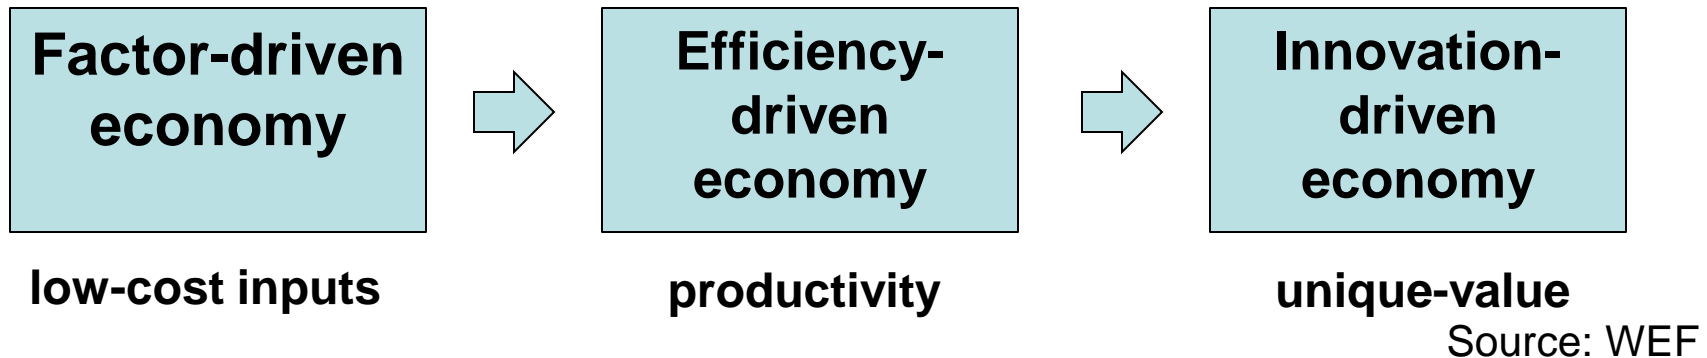 Factor-driven
economy
Efficiency-
driven
economy
Innovation-
driven
economy
low-cost inputs
productivity
unique-value
Source: WEF